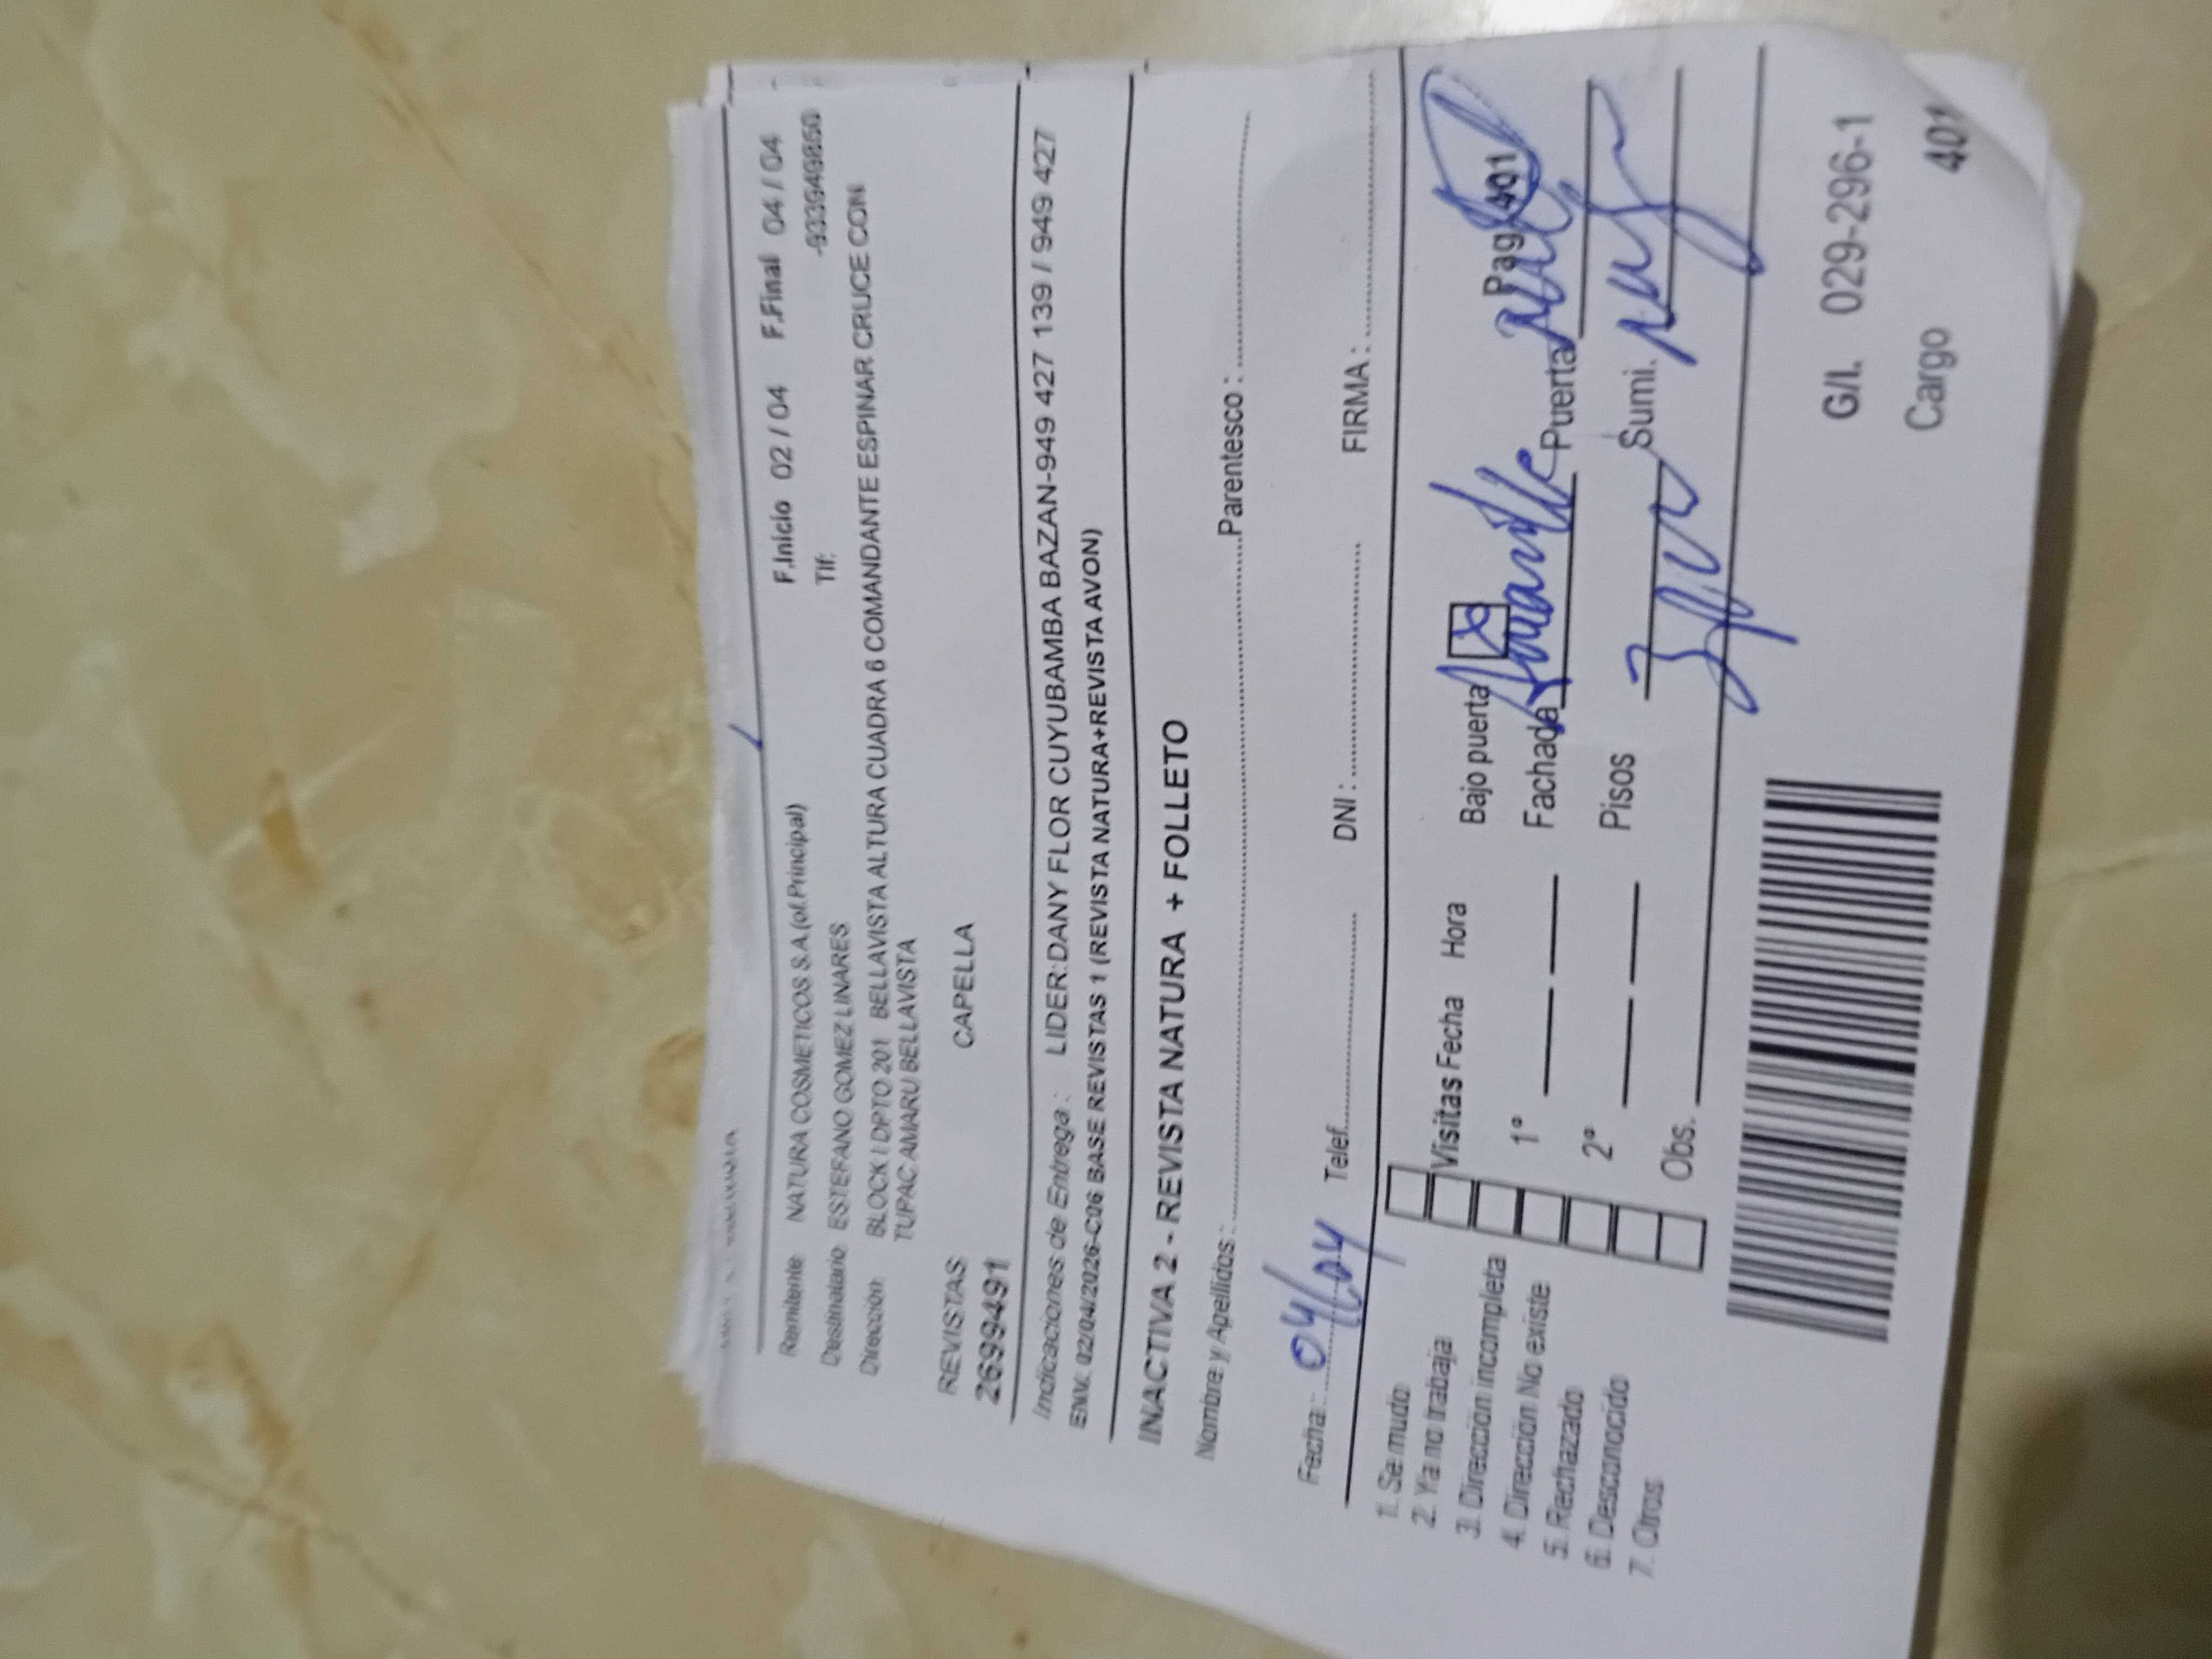 Remitente NATURA COSMETICOS S.A.(of.Principal) F.Inicio 02 / 04 F.Final 04 / 04
Destinatario ESTEFANO GOMEZ LINARES Tlf:
Dirección: BLOCK I DPTO 201 BELLAVISTA ALTURA CUADRA 6 COMANDANTE ESPINAR CRUCE CON
TUPAC AMARU BELLAVISTA
REVISTAS CAPELLA
26994​91
Indicaciones de Entrega : LIDER:DANY FLOR CUYUBAMBA BAZAN-949 427 139 / 949 427
ENV. 02/04/2026-C06 BASE REVISTAS 1 (REVISTA NATURA+REVISTA AVON)
INACTIVA 2 - REVISTA NATURA + FOLLETO
Nombre y Apellidos: Parentesco :
Fecha: 04/04 Telef. DNI : FIRMA :
1. Se mudo
2. Ya no trabaja
3. Dirección incompleta
4. Dirección No existe
5. Rechazado
6. Desconocido
7. Otros
Visitas Fecha Hora
1°
2°
Obs.
Bajo puerta X Pag 401
Fachada Puerta
Pisos 3 Sumi.
G/I. 029-296-1
Cargo 401